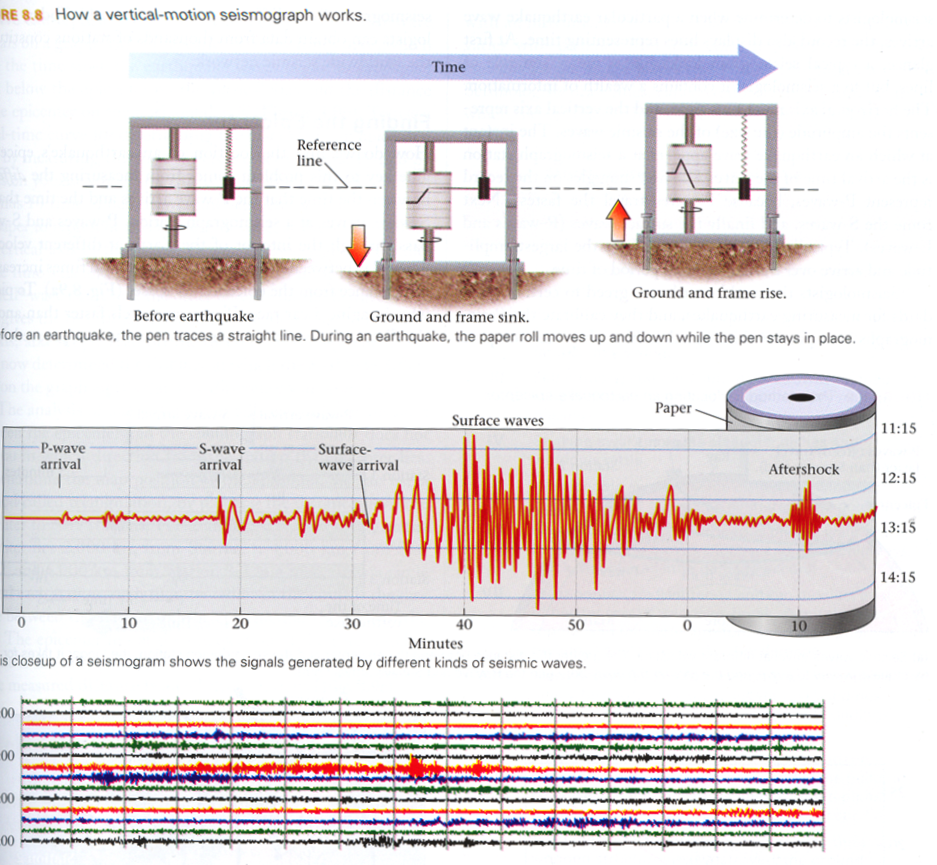 RE 8.8 How a vertical-motion seismograph works.
Time
Reference
line
Before earthquake
Ground and frame sink.
Ground and frame rise.
fore an earthquake, the pen traces a straight line. During an earthquake, the paper roll moves up and down while the pen stays in place.
Paper
Surface waves
P-wave
arrival
S-wave
arrival
Surface-
wave arrival
Aftershock
11:15
12:15
13:15
14:15
0 10 20 30 40 50 0 10
Minutes
is closeup of a seismogram shows the signals generated by different kinds of seismic waves.
00
00
00
00